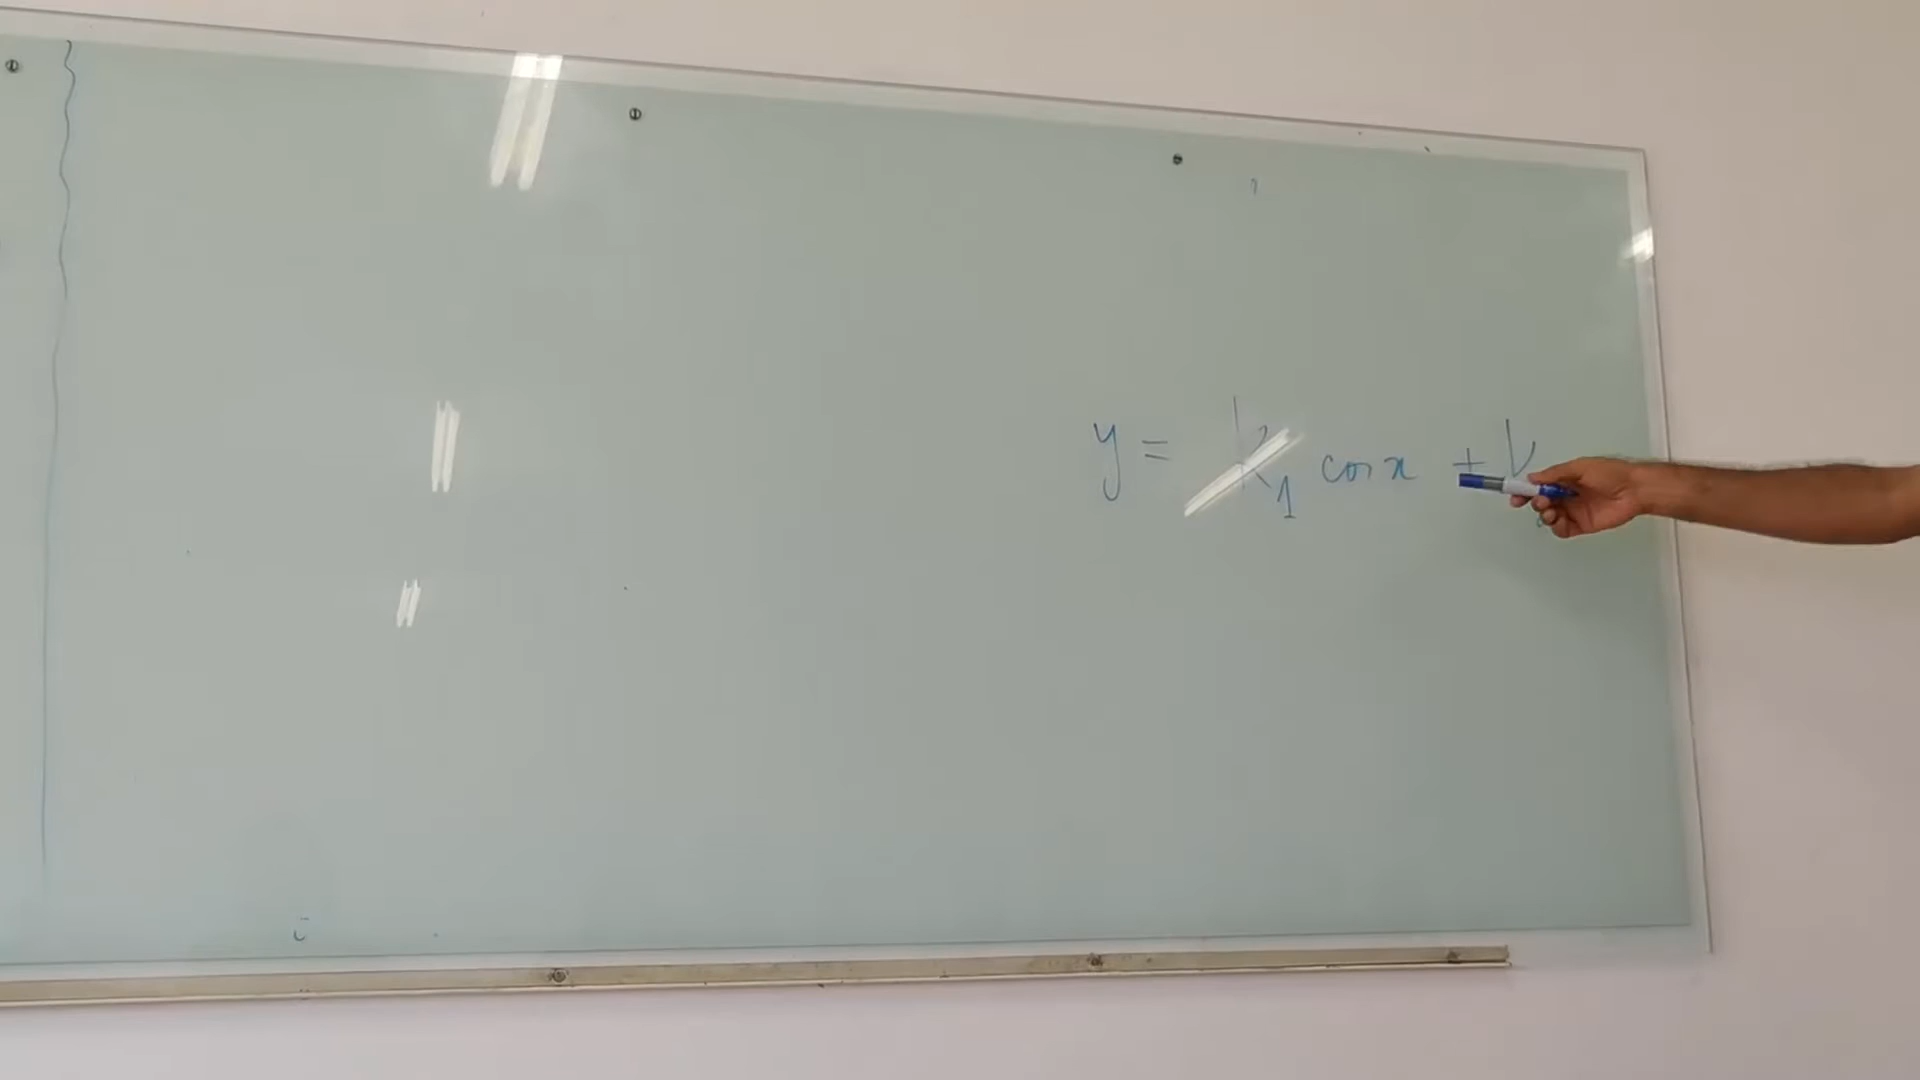 y = k₁ cos x + k